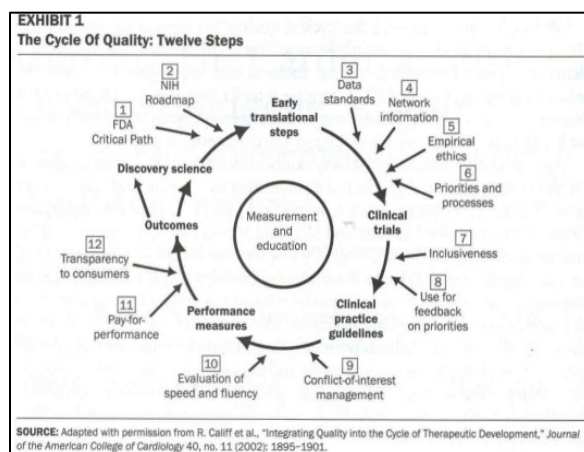 EXHIBIT 1
The Cycle Of Quality: Twelve Steps
2
NIH
Roadmap
1
FDA
Critical Path
Early
translational
steps
3
Data
standards
4
Network
information
5
Empirical
ethics
6
Priorities and
processes
Discovery science
Outcomes
Measurement
and
education
Clinical
trials
7
Inclusiveness
12
Transparency
to consumers
8
Use for
feedback
on priorities
11
Pay-for-
performance
Performance
measures
Clinical
practice
guidelines
10
Evaluation of
speed and fluency
9
Conflict-of-interest
management
SOURCE: Adapted with permission from R. Califf et al., "Integrating Quality into the Cycle of Therapeutic Development," Journal
of the American College of Cardiology 40, no. 11 (2002): 1895–1901.